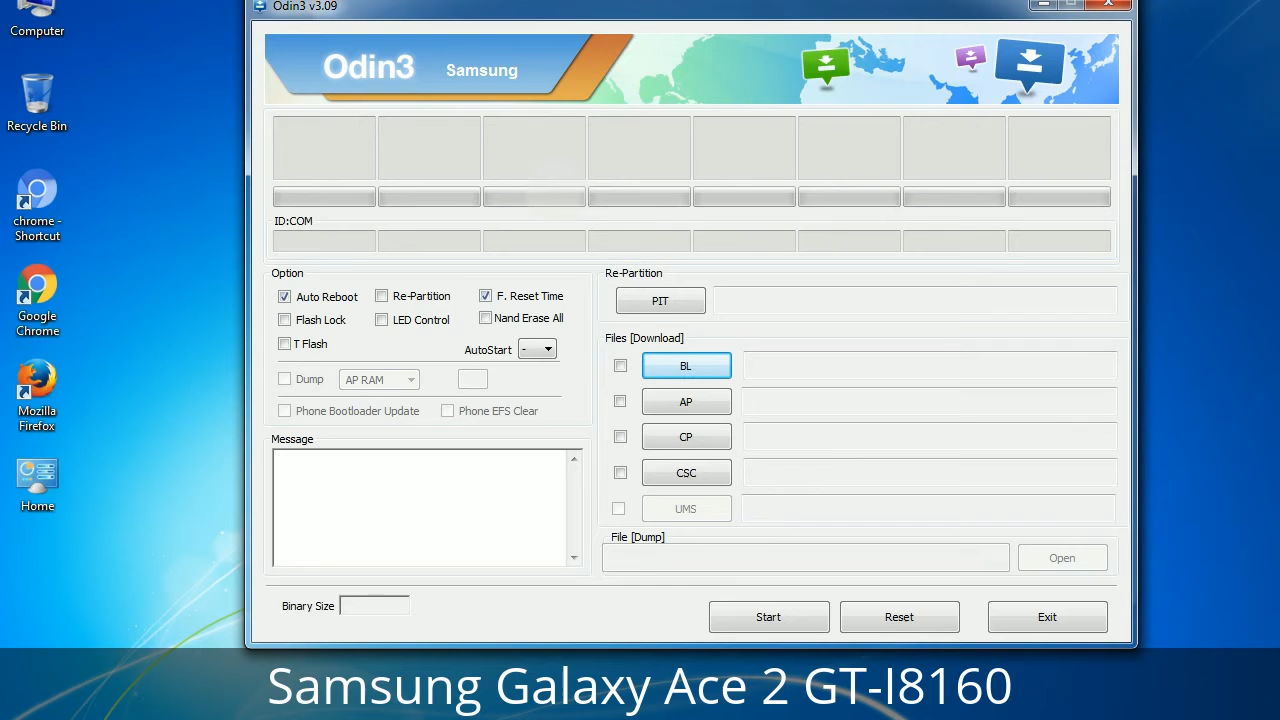 Odin3 v3.09
Computer
Recycle Bin
chrome -
Shortcut
Google
Chrome
Mozilla
Firefox
Home
Odin3 Samsung
ID:COM
Option
Auto Reboot Re-Partition F. Reset Time
Flash Lock LED Control Nand Erase All
T Flash
AutoStart -
Dump AP RAM
Phone Bootloader Update Phone EFS Clear
Message
Re-Partition
PIT
Files [Download]
BL
AP
CP
CSC
UMS
File [Dump]
Open
Binary Size
Start Reset Exit
Samsung Galaxy Ace 2 GT-I8160